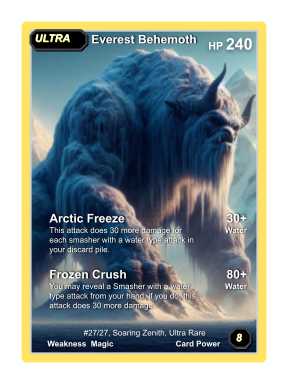 ULTRA Everest Behemoth HP 240
Arctic Freeze 30+
This attack does 30 more damage for Water
each smasher with a water type attack in
your discard pile.
Frozen Crush 80+
You may reveal a Smasher with a water Water
type attack from your hand, if you do, this
attack does 30 more damage
#27/27, Soaring Zenith, Ultra Rare
Weakness Magic Card Power 8